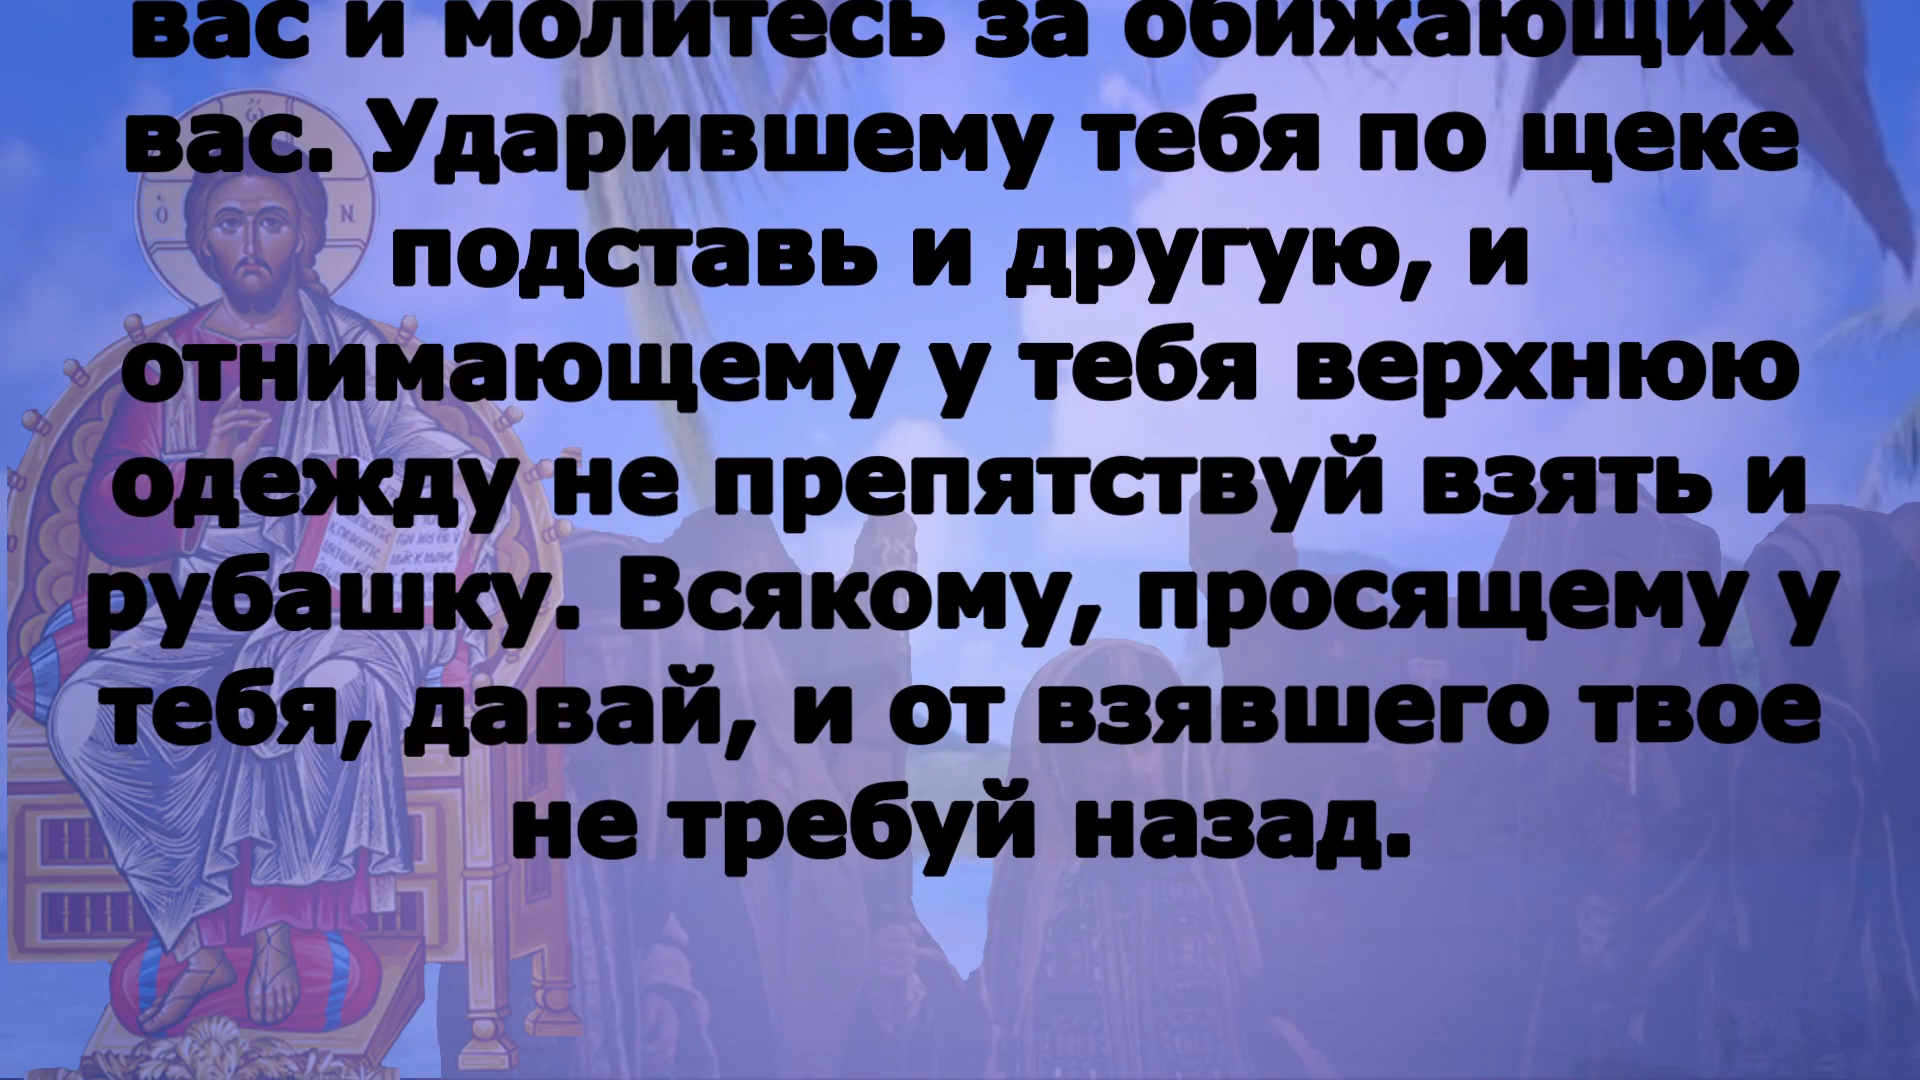 вас и молитесь за обижающих
вас. Ударившему тебя по щеке
подставь и другую, и
отнимающему у тебя верхнюю
одежду не препятствуй взять и
рубашку. Всякому, просящему у
тебя, давай, и от взявшего твое
не требуй назад.